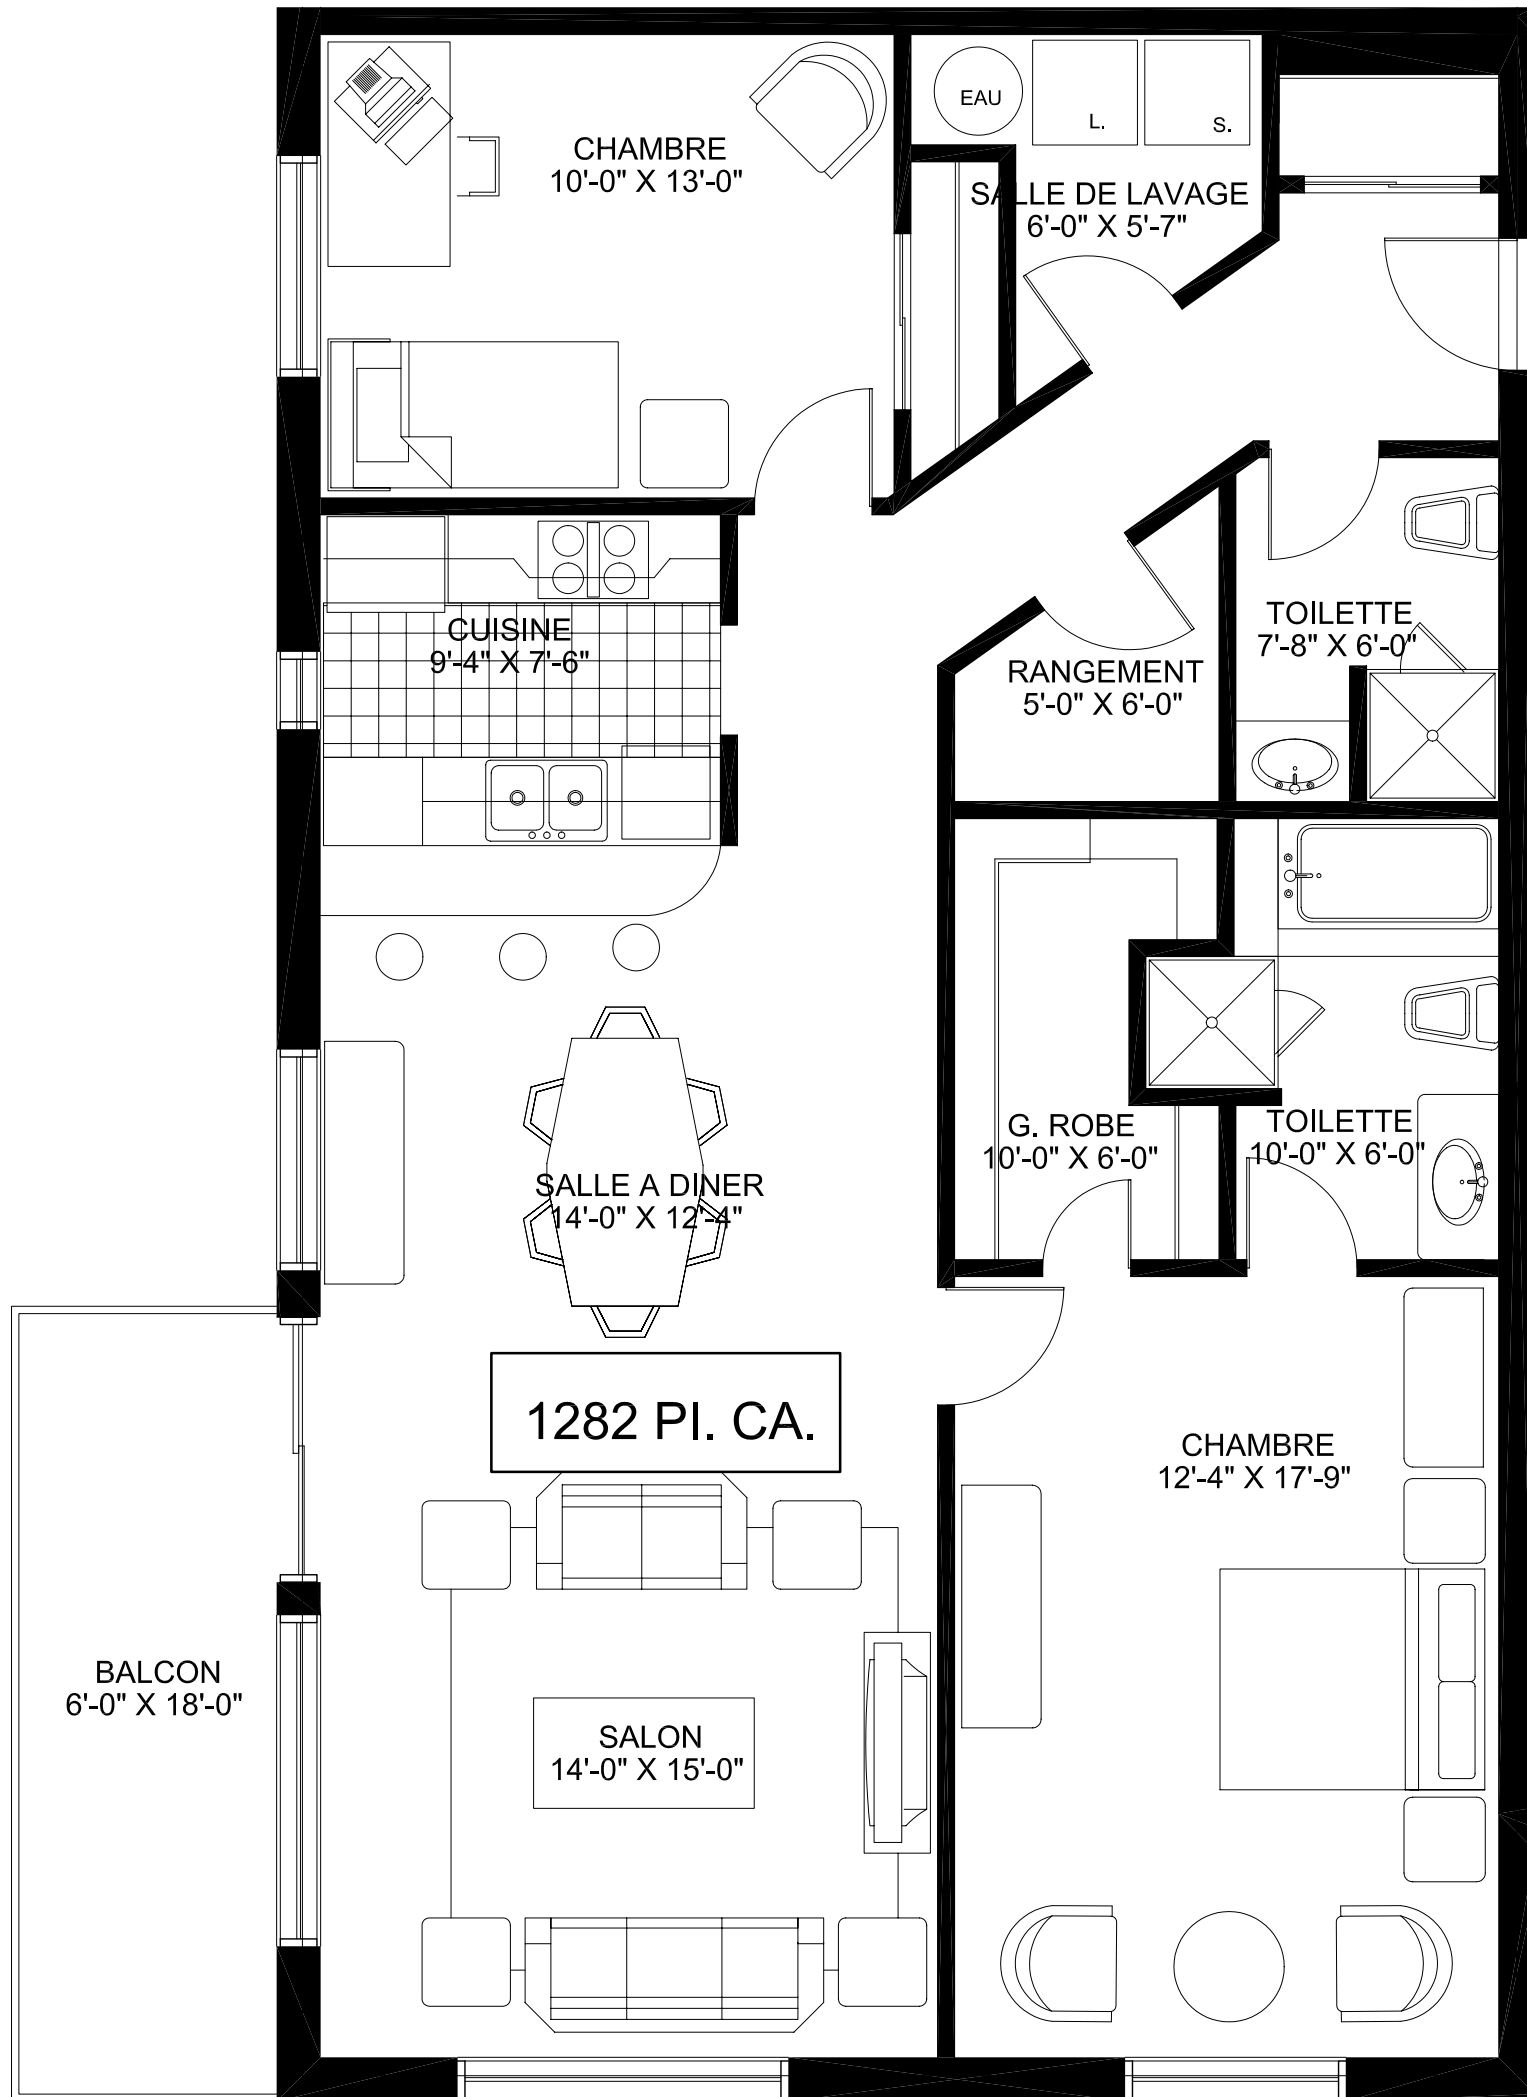 EAU
L.
S.
CHAMBRE
10'-0" X 13'-0"
SALLE DE LAVAGE
6'-0" X 5'-7"
CUISINE
9'-4" X 7'-6"
TOILETTE
7'-8" X 6'-0"
RANGEMENT
5'-0" X 6'-0"
G. ROBE
10'-0" X 6'-0"
TOILETTE
10'-0" X 6'-0"
SALLE A DINER
14'-0" X 12'-4"
1282 PI. CA.
CHAMBRE
12'-4" X 17'-9"
BALCON
6'-0" X 18'-0"
SALON
14'-0" X 15'-0"